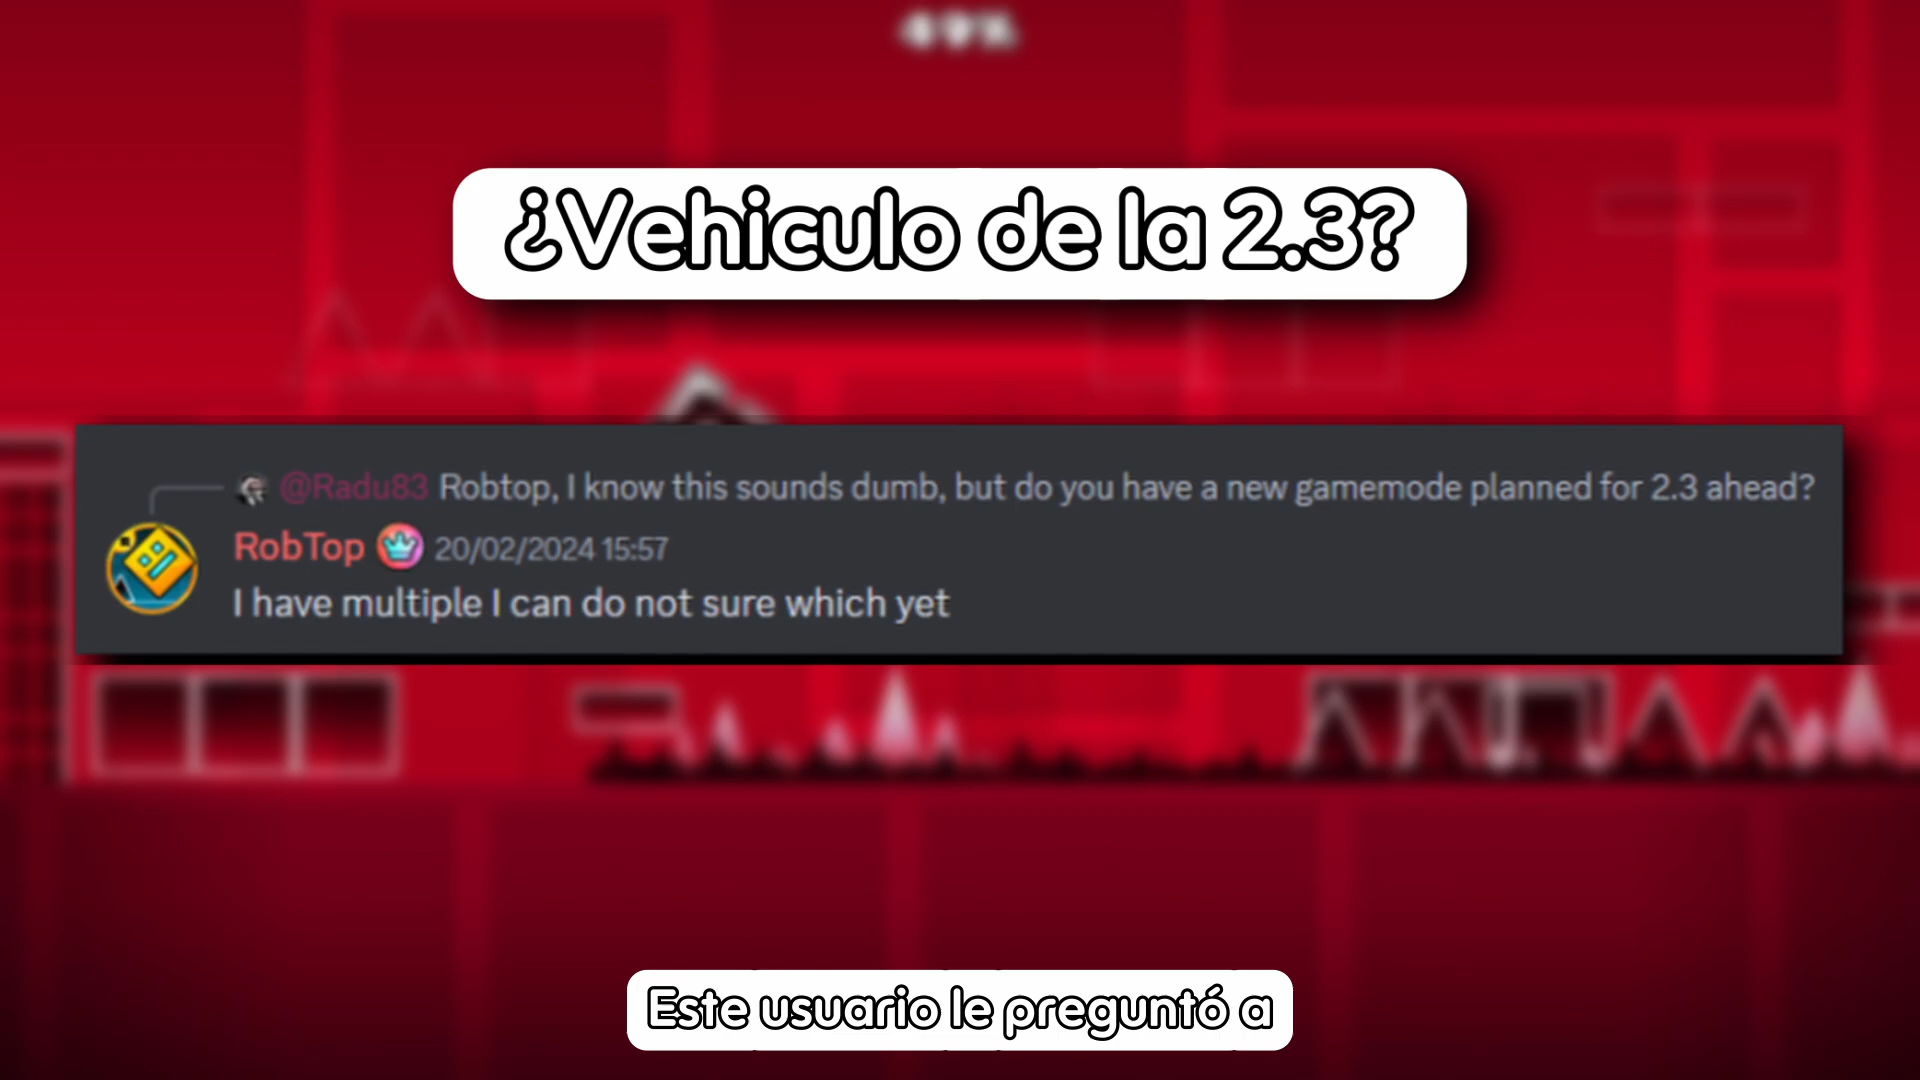 49%
¿Vehiculo de la 2.3?
@Radu83 Robtop, I know this sounds dumb, but do you have a new gamemode planned for 2.3 ahead?
RobTop 20/02/2024 15:57
I have multiple I can do not sure which yet
Este usuario le preguntó a